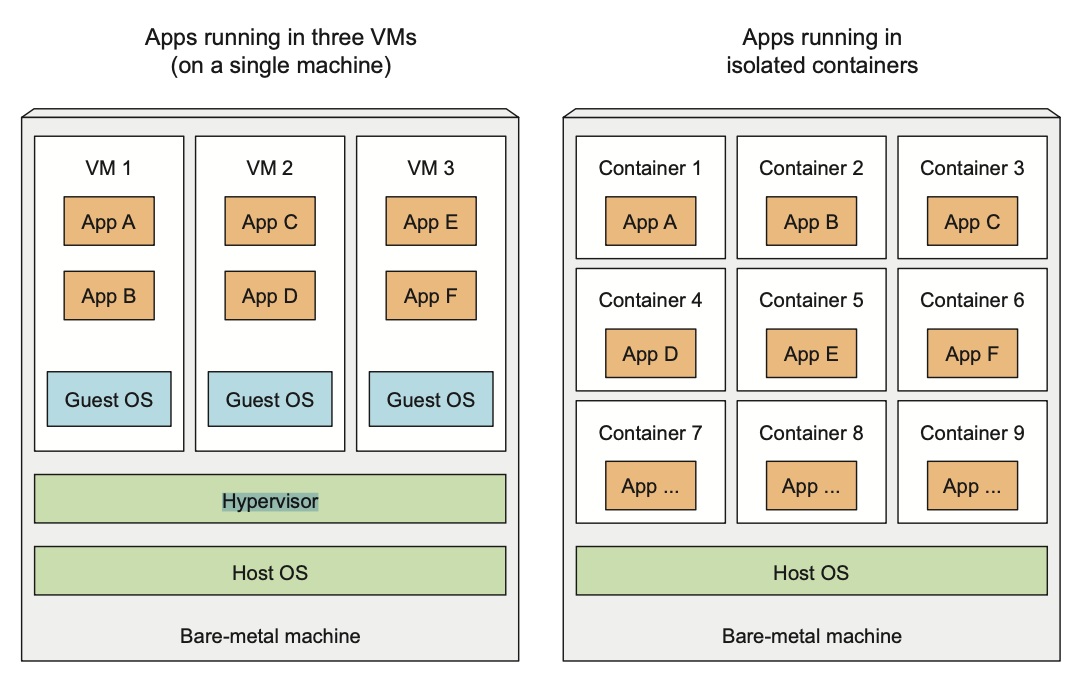 Apps running in three VMs
(on a single machine)
VM 1
VM 2
VM 3
App A
App C
App E
App B
App D
App F
Guest OS
Guest OS
Guest OS
Hypervisor
Host OS
Bare-metal machine
Apps running in
isolated containers
Container 1
Container 2
Container 3
App A
App B
App C
Container 4
Container 5
Container 6
App D
App E
App F
Container 7
Container 8
Container 9
App ...
App ...
App ...
Host OS
Bare-metal machine